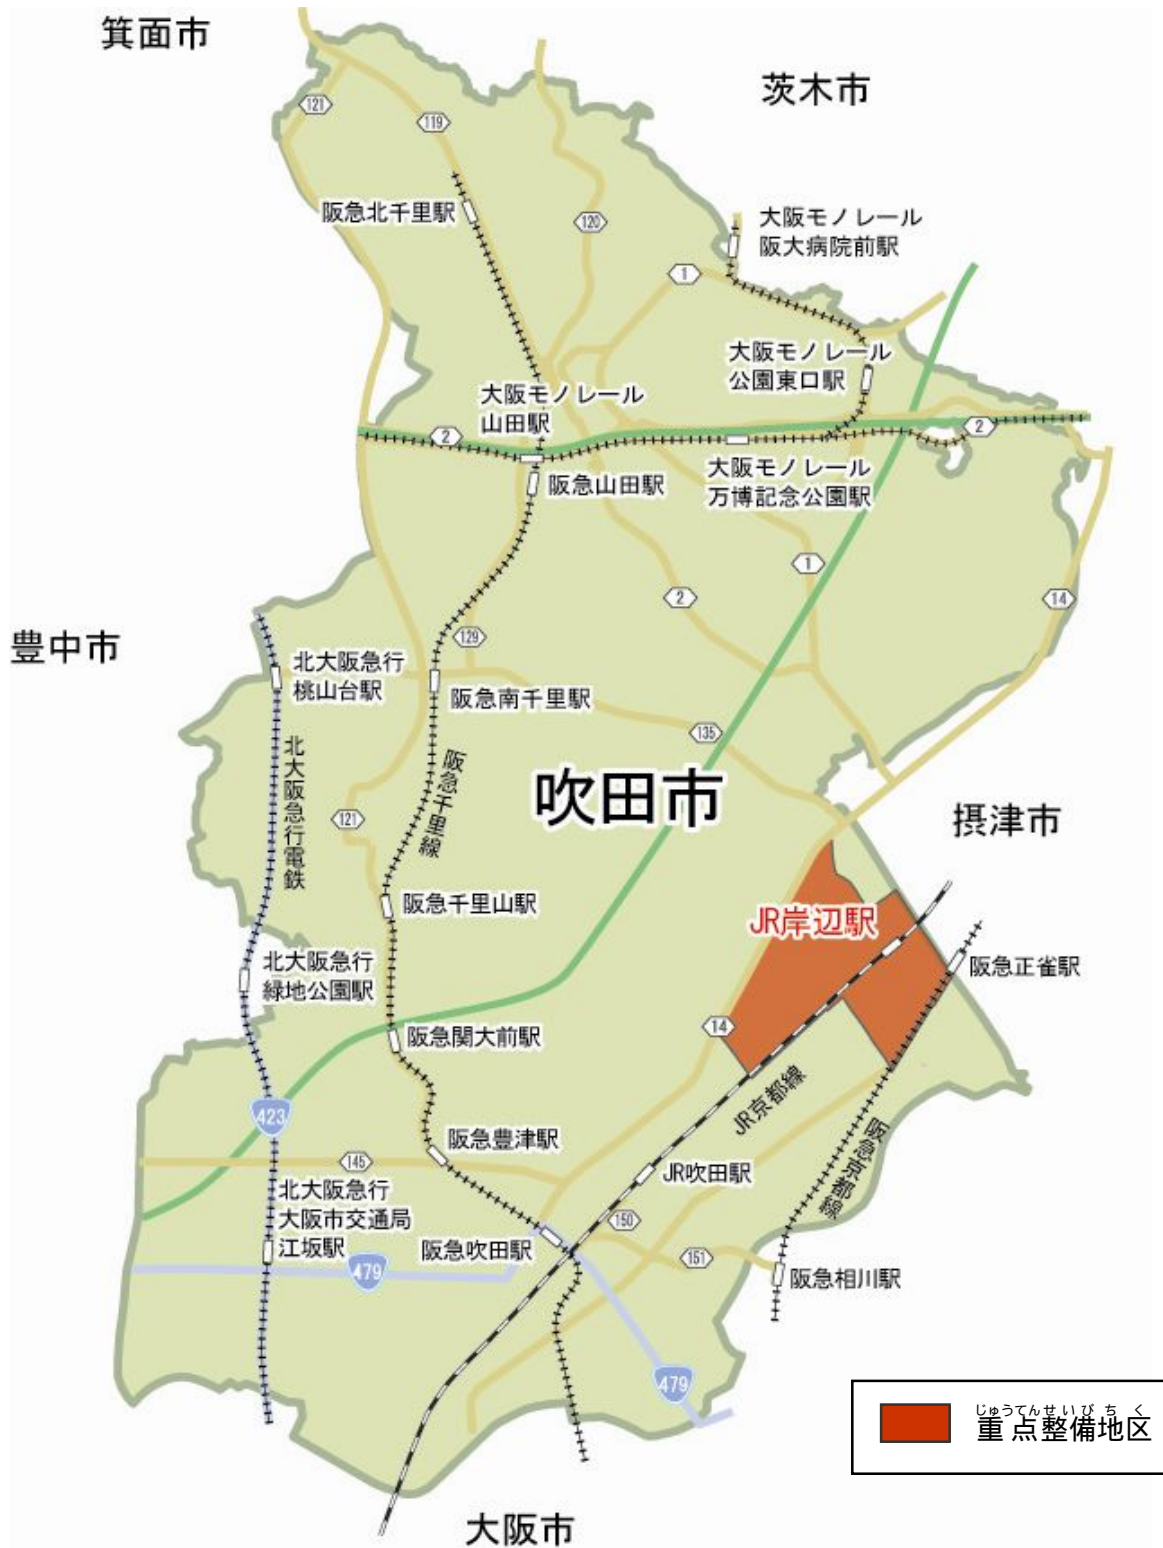 箕面市
茨木市
121
119
阪急北千里駅
120
大阪モノレール
阪大病院前駅
1
大阪モノレール
公園東口駅
大阪モノレール
山田駅
2
2
大阪モノレール
万博記念公園駅
阪急山田駅
1
2
14
豊中市
129
北大阪急行
桃山台駅
阪急南千里駅
135
北大阪急行電鉄
阪急千里線
吹田市
121
摂津市
阪急千里山駅
JR岸辺駅
北大阪急行
緑地公園駅
阪急正雀駅
14
阪急関大前駅
JR京都線
423
阪急豊津駅
阪急京都線
145
JR吹田駅
北大阪急行
大阪市交通局
江坂駅
150
阪急吹田駅
151
479
阪急相川駅
479
じゅうてんせいびちく
重点整備地区
大阪市